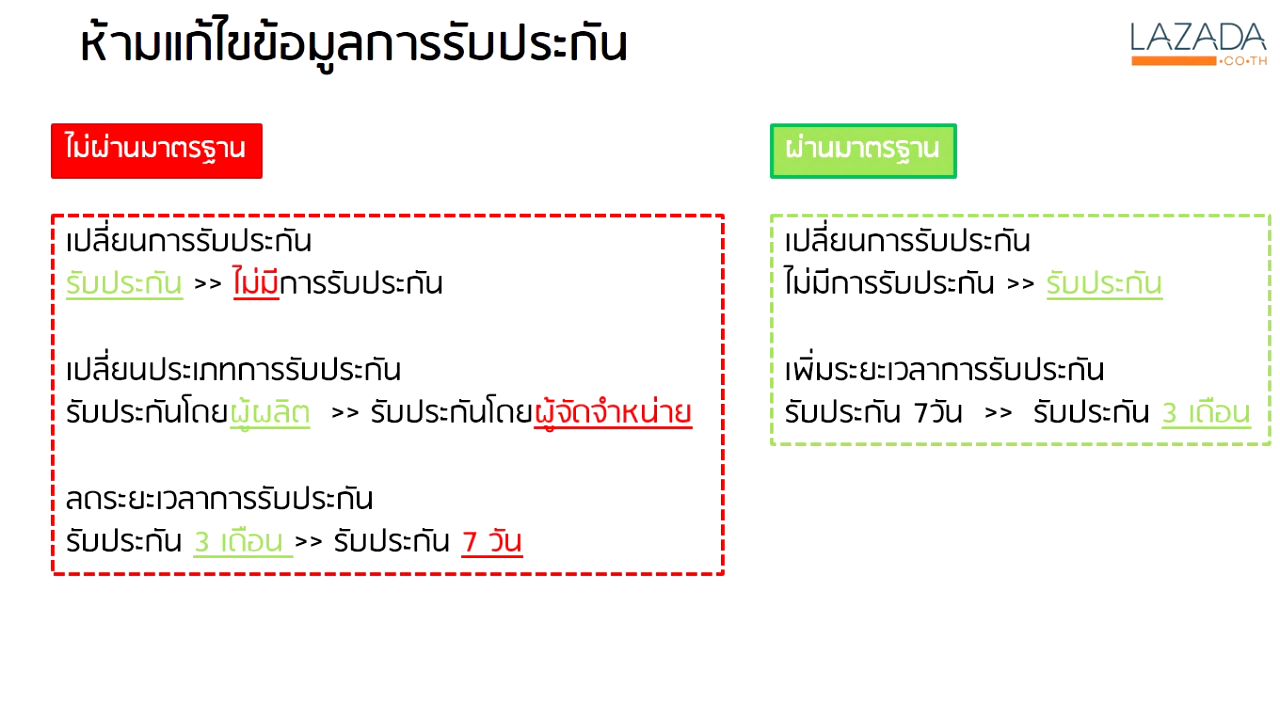 ห้ามแก้ไขข้อมูลการรับประกัน
LAZADA
•CO•TH
ไม่ผ่านมาตรฐาน
เปลี่ยนการรับประกัน
รับประกัน >> ไม่มีการรับประกัน
เปลี่ยนประเภทการรับประกัน
รับประกันโดยผู้ผลิต >> รับประกันโดยผู้จัดจำหน่าย
ลดระยะเวลาการรับประกัน
รับประกัน 3 เดือน >> รับประกัน 7 วัน
ผ่านมาตรฐาน
เปลี่ยนการรับประกัน
ไม่มีการรับประกัน >> รับประกัน
เพิ่มระยะเวลาการรับประกัน
รับประกัน 7วัน >> รับประกัน 3 เดือน